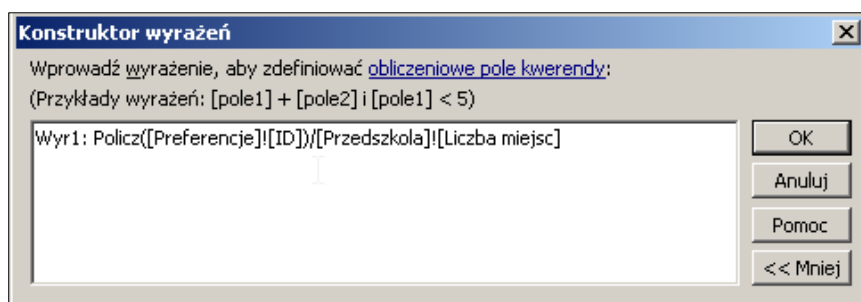 Konstruktor wyrażeń
Wprowadź wyrażenie, aby zdefiniować obliczeniowe pole kwerendy:
(Przykłady wyrażeń: [pole1] + [pole2] i [pole1] < 5)
Wyr1: Policz([Preferencje]![ID])/[Przedszkola]![Liczba miejsc]
OK
Anuluj
Pomoc
<< Mniej